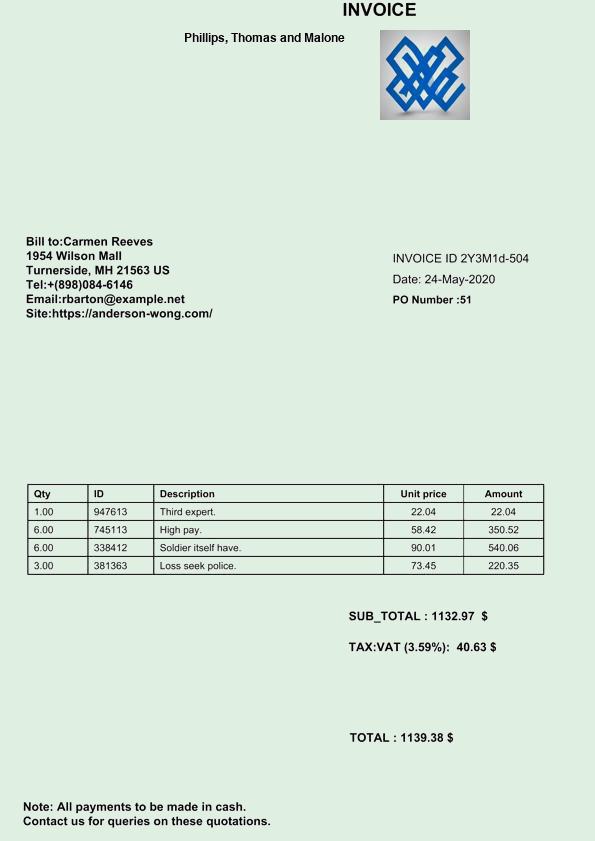 INVOICE
Phillips, Thomas and Malone
Bill to:Carmen Reeves
1954 Wilson Mall
Turnerside, MH 21563 US
Tel:+(898)084-6146
Email:rbarton@example.net
Site:https://anderson-wong.com/
INVOICE ID 2Y3M1d-504
Date: 24-May-2020
PO Number :51
Qty ID Description Unit price Amount
1.00 947613 Third expert. 22.04 22.04
6.00 745113 High pay. 58.42 350.52
6.00 338412 Soldier itself have. 90.01 540.06
3.00 381363 Loss seek police. 73.45 220.35
SUB_TOTAL : 1132.97 $
TAX:VAT (3.59%): 40.63 $
TOTAL : 1139.38 $
Note: All payments to be made in cash.
Contact us for queries on these quotations.